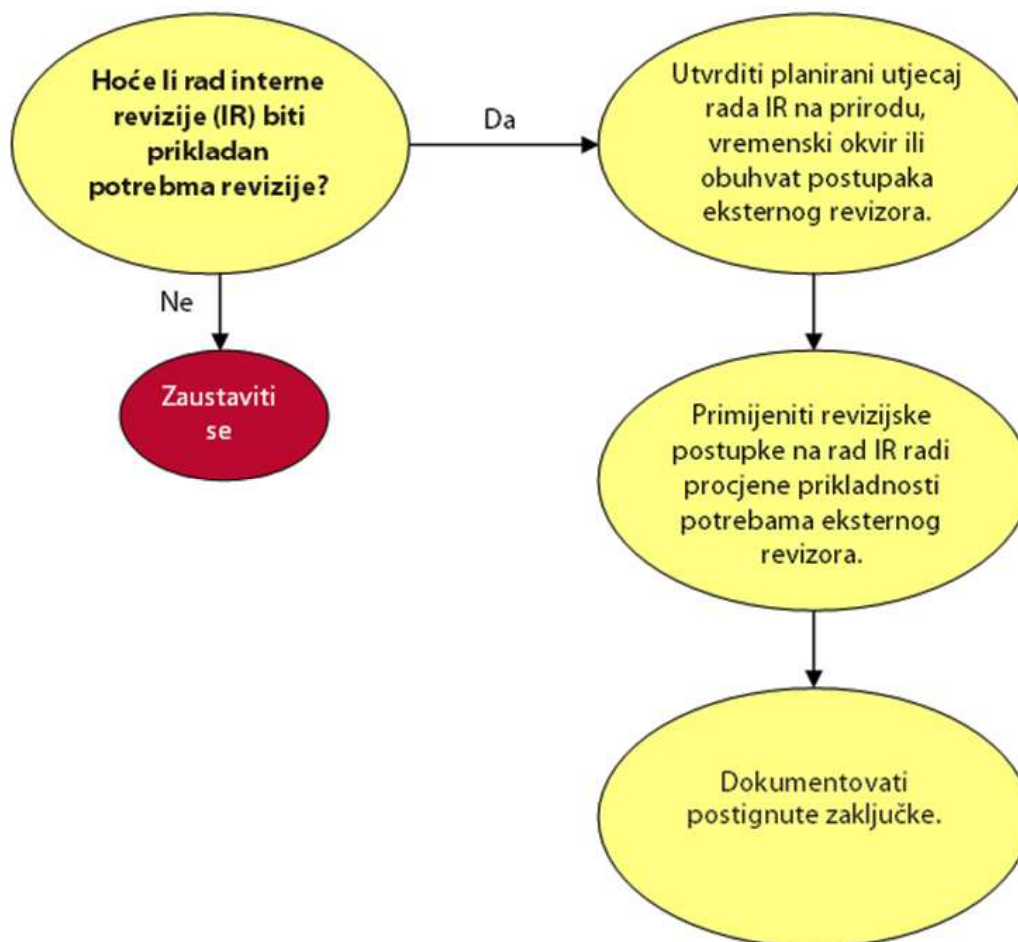 Hoće li rad interne
revizije (IR) biti
prikladan
potrebma revizije?
Da
Utvrditi planirani utjecaj
rada IR na prirodu,
vremenski okvir ili
obuhvat postupaka
eksternog revizora.
Ne
Zaustaviti
se
Primijeniti revizijske
postupke na rad IR radi
procjene prikladnosti
potrebama eksternog
revizora.
Dokumentovati
postignute zaključke.